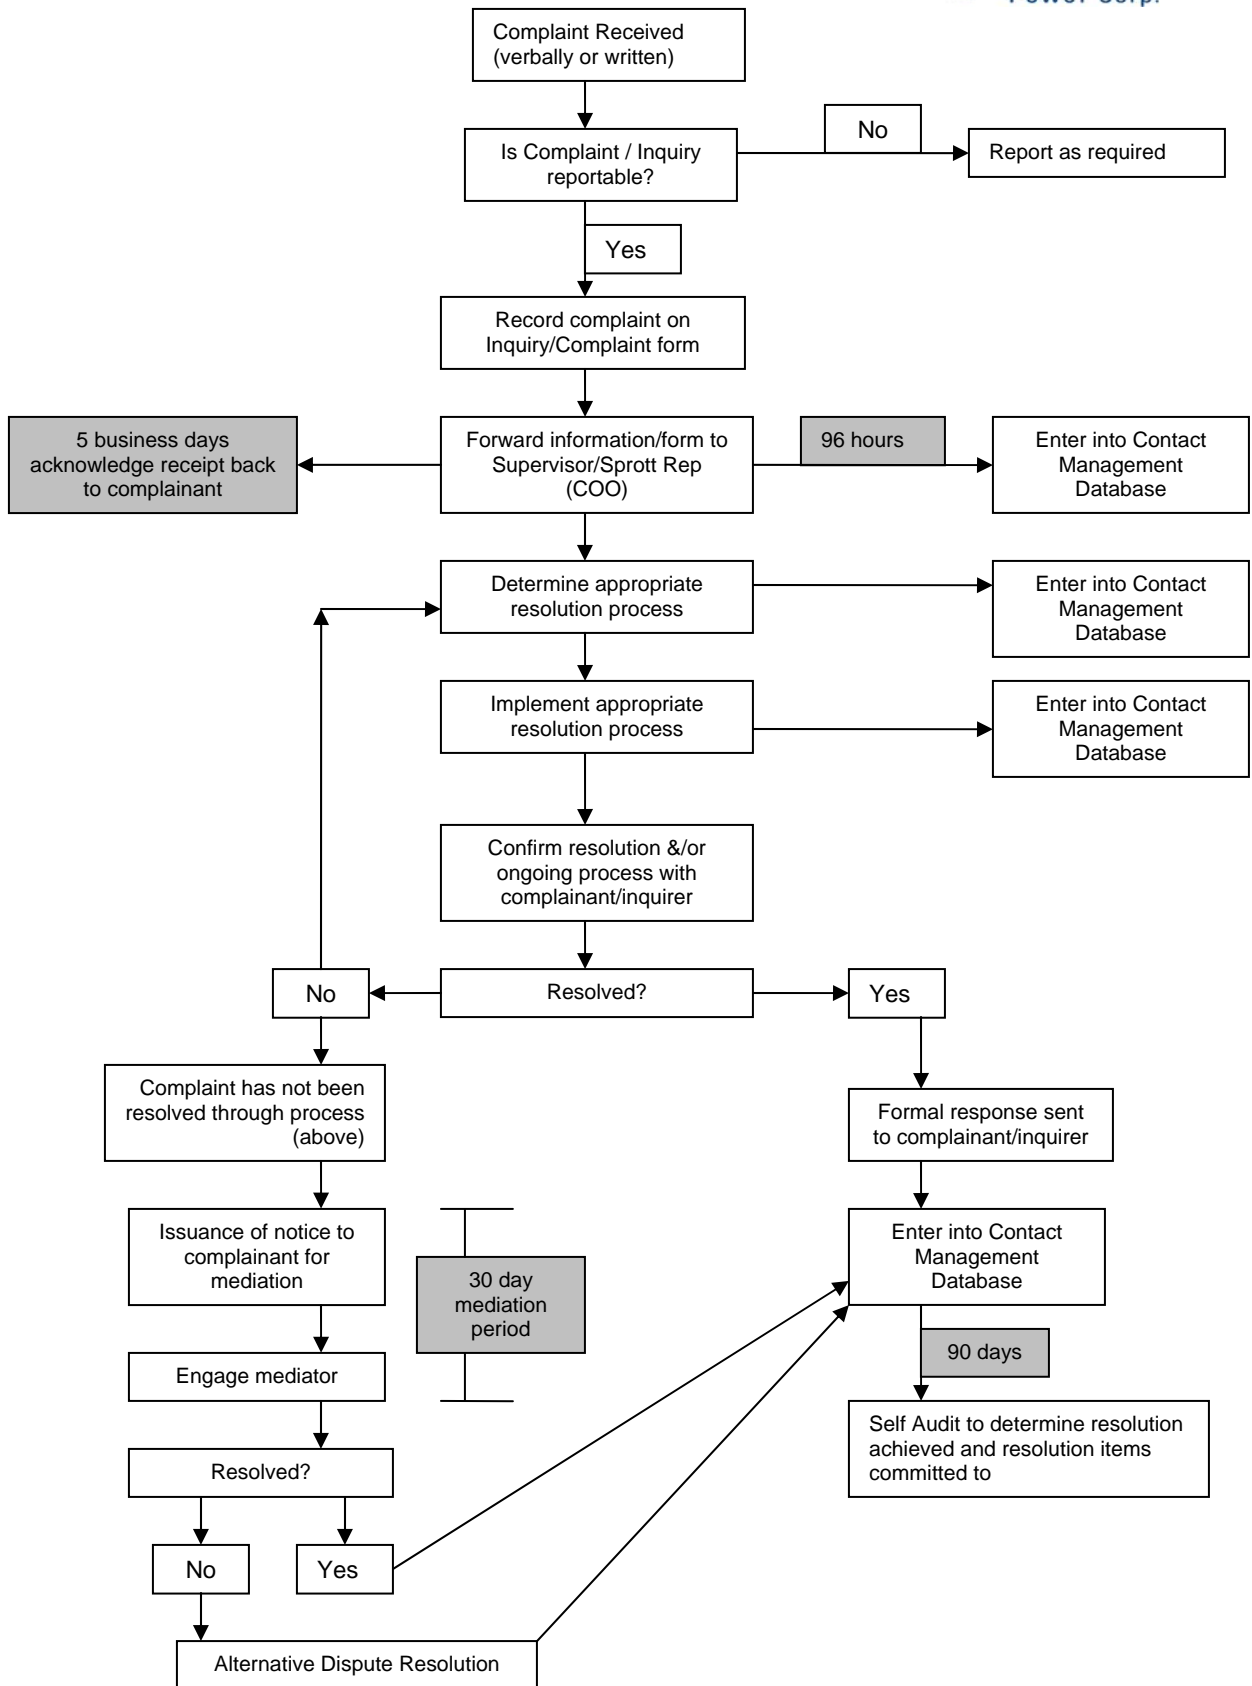 Power Corp.
Complaint Received
(verbally or written)
No
Is Complaint / Inquiry
reportable?
Report as required
Yes
Record complaint on
Inquiry/Complaint form
5 business days
acknowledge receipt back
to complainant
Forward information/form to
Supervisor/Sprott Rep
(COO)
96 hours
Enter into Contact
Management
Database
Determine appropriate
resolution process
Enter into Contact
Management
Database
Implement appropriate
resolution process
Enter into Contact
Management
Database
Confirm resolution &/or
ongoing process with
complainant/inquirer
No
Resolved?
Yes
Complaint has not been
resolved through process
(above)
Formal response sent
to complainant/inquirer
Issuance of notice to
complainant for
mediation
30 day
mediation
period
Enter into Contact
Management
Database
Engage mediator
90 days
Self Audit to determine resolution
achieved and resolution items
committed to
Resolved?
No
Yes
Alternative Dispute Resolution